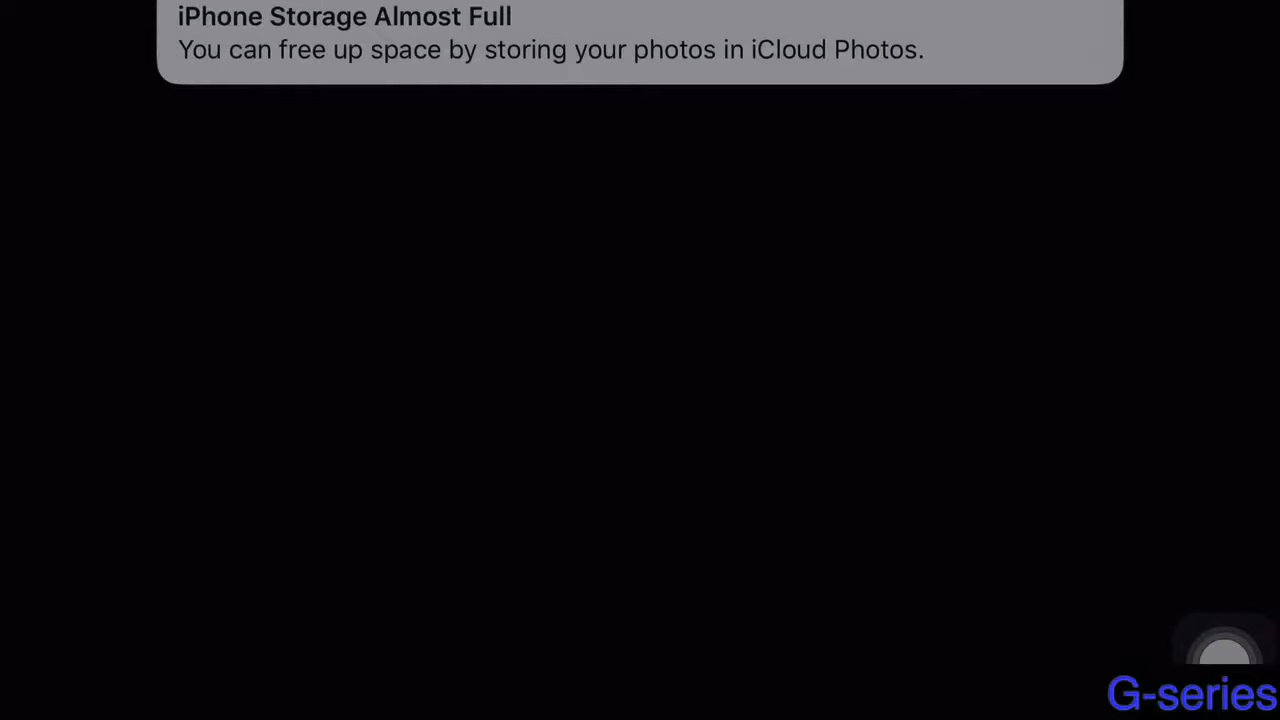 iPhone Storage Almost Full
You can free up space by storing your photos in iCloud Photos.
G-series